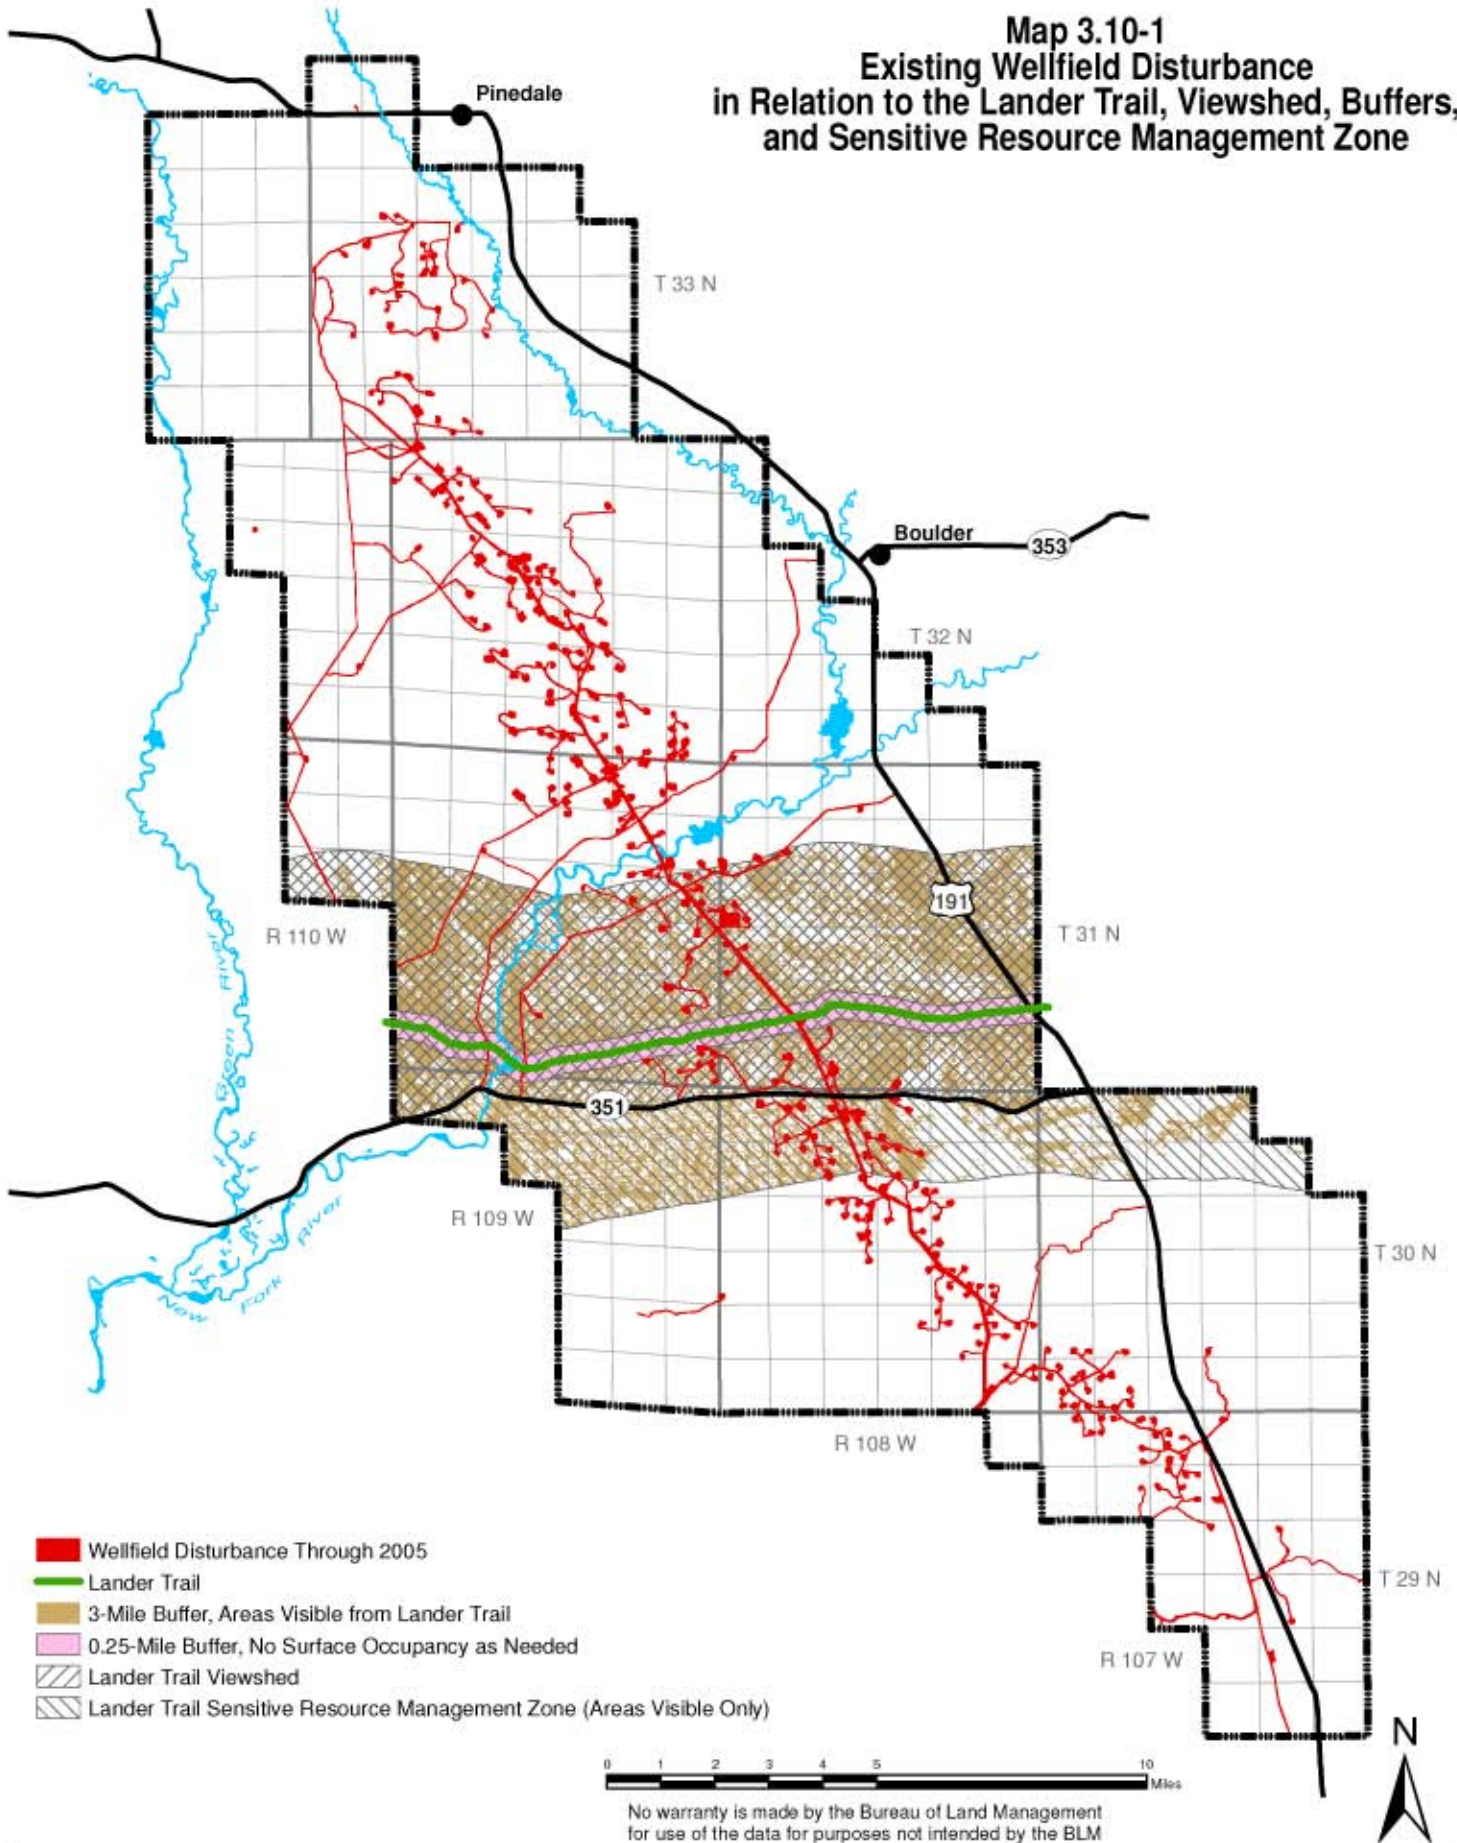 Map 3.10-1
Existing Wellfield Disturbance
in Relation to the Lander Trail, Viewshed, Buffers,
and Sensitive Resource Management Zone
Pinedale
T 33 N
Boulder
353
T 32 N
191
R 110 W
T 31 N
Green River
351
R 109 W
New Fork River
T 30 N
R 108 W
T 29 N
R 107 W
Wellfield Disturbance Through 2005
Lander Trail
3-Mile Buffer, Areas Visible from Lander Trail
0.25-Mile Buffer, No Surface Occupancy as Needed
Lander Trail Viewshed
Lander Trail Sensitive Resource Management Zone (Areas Visible Only)
N
0 1 2 3 4 5 10
Miles
No warranty is made by the Bureau of Land Management
for use of the data for purposes not intended by the BLM